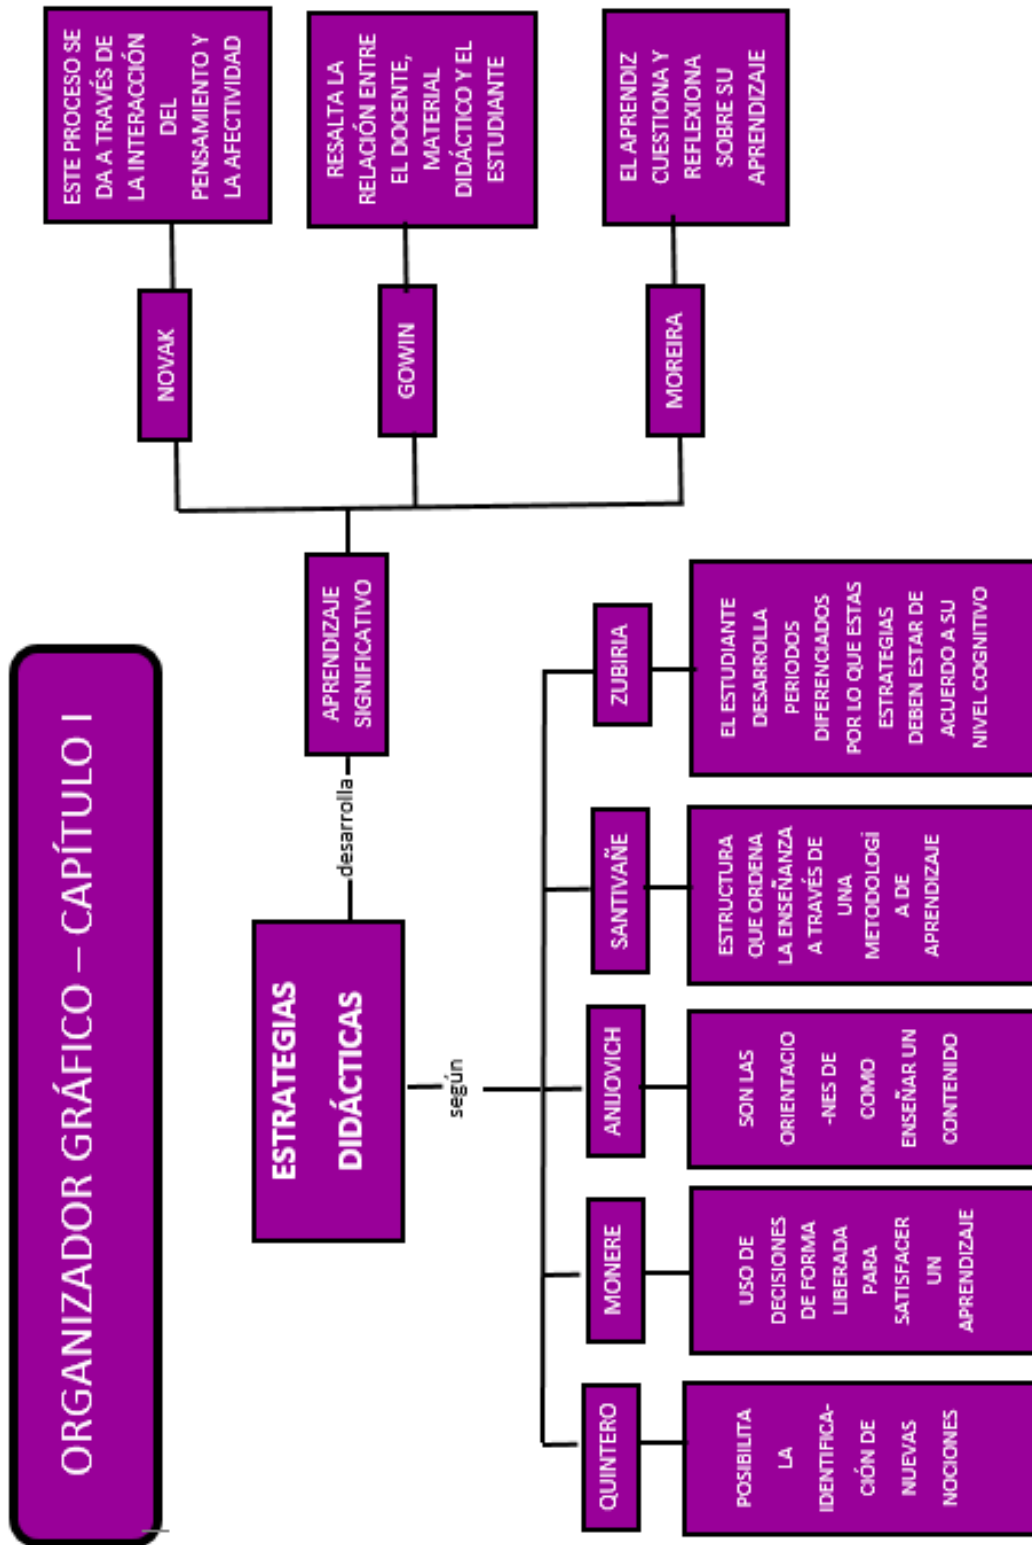 ORGANIZADOR GRÁFICO – CAPÍTULO I
ESTRATEGIAS
DIDÁCTICAS
desarrolla
APRENDIZAJE
SIGNIFICATIVO
NOVAK
ESTE PROCESO SE
DA A TRAVÉS DE
LA INTERACCIÓN
DEL
PENSAMIENTO Y
LA AFECTIVIDAD
GOWIN
RESALTA LA
RELACIÓN ENTRE
EL DOCENTE,
MATERIAL
DIDÁCTICO Y EL
ESTUDIANTE
MOREIRA
EL APRENDIZ
CUESTIONA Y
REFLEXIONA
SOBRE SU
APRENDIZAJE
según
QUINTERO
POSIBILITA
LA
IDENTIFICA-
CIÓN DE
NUEVAS
NOCIONES
MONERE
USO DE
DECISIONES
DE FORMA
LIBERADA
PARA
SATISFACER
UN
APRENDIZAJE
ANIJOVICH
SON LAS
ORIENTACIO
-NES DE
COMO
ENSEÑAR UN
CONTENIDO
SANTIVAÑE
ESTRUCTURA
QUE ORDENA
LA ENSEÑANZA
A TRAVÉS DE
UNA
METODOLOGÍ
A DE
APRENDIZAJE
ZUBIRIA
EL ESTUDIANTE
DESARROLLA
PERIODOS
DIFERENCIADOS
POR LO QUE ESTAS
ESTRATEGIAS
DEBEN ESTAR DE
ACUERDO A SU
NIVEL COGNITIVO